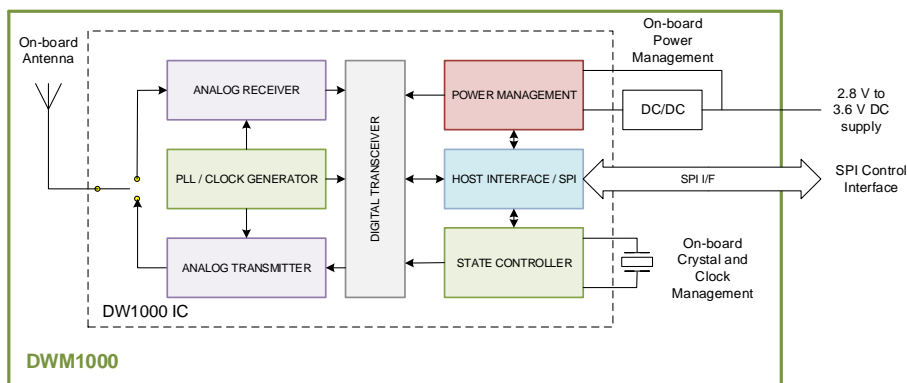 On-board
Antenna
ANALOG RECEIVER
PLL / CLOCK GENERATOR
ANALOG TRANSMITTER
DIGITAL TRANSCEIVER
POWER MANAGEMENT
HOST INTERFACE / SPI
STATE CONTROLLER
DW1000 IC
On-board
Power
Management
DC/DC
2.8 V to
3.6 V DC
supply
SPI I/F
SPI Control
Interface
On-board
Crystal and
Clock
Management
DWM1000